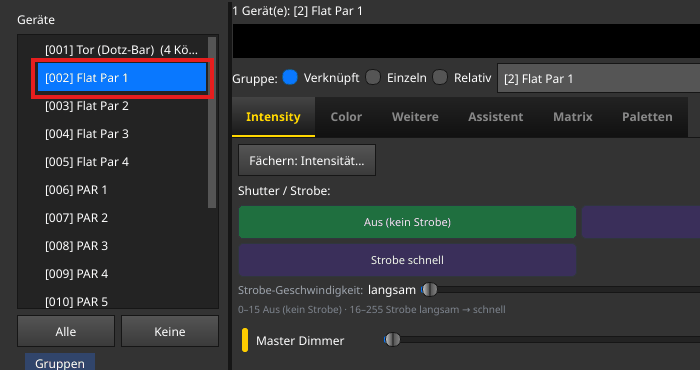 Geräte
[001] Tor (Dotz-Bar) (4 Kö...
[002] Flat Par 1
[003] Flat Par 2
[004] Flat Par 3
[005] Flat Par 4
[006] PAR 1
[007] PAR 2
[008] PAR 3
[009] PAR 4
[010] PAR 5
Alle Keine
Gruppen
1 Gerät(e): [2] Flat Par 1
Gruppe: Verknüpft Einzeln Relativ [2] Flat Par 1
Intensity Color Weitere Assistent Matrix Paletten
Fächern: Intensität...
Shutter / Strobe:
Aus (kein Strobe)
Strobe schnell
Strobe-Geschwindigkeit: langsam
0–15 Aus (kein Strobe) · 16–255 Strobe langsam → schnell
Master Dimmer